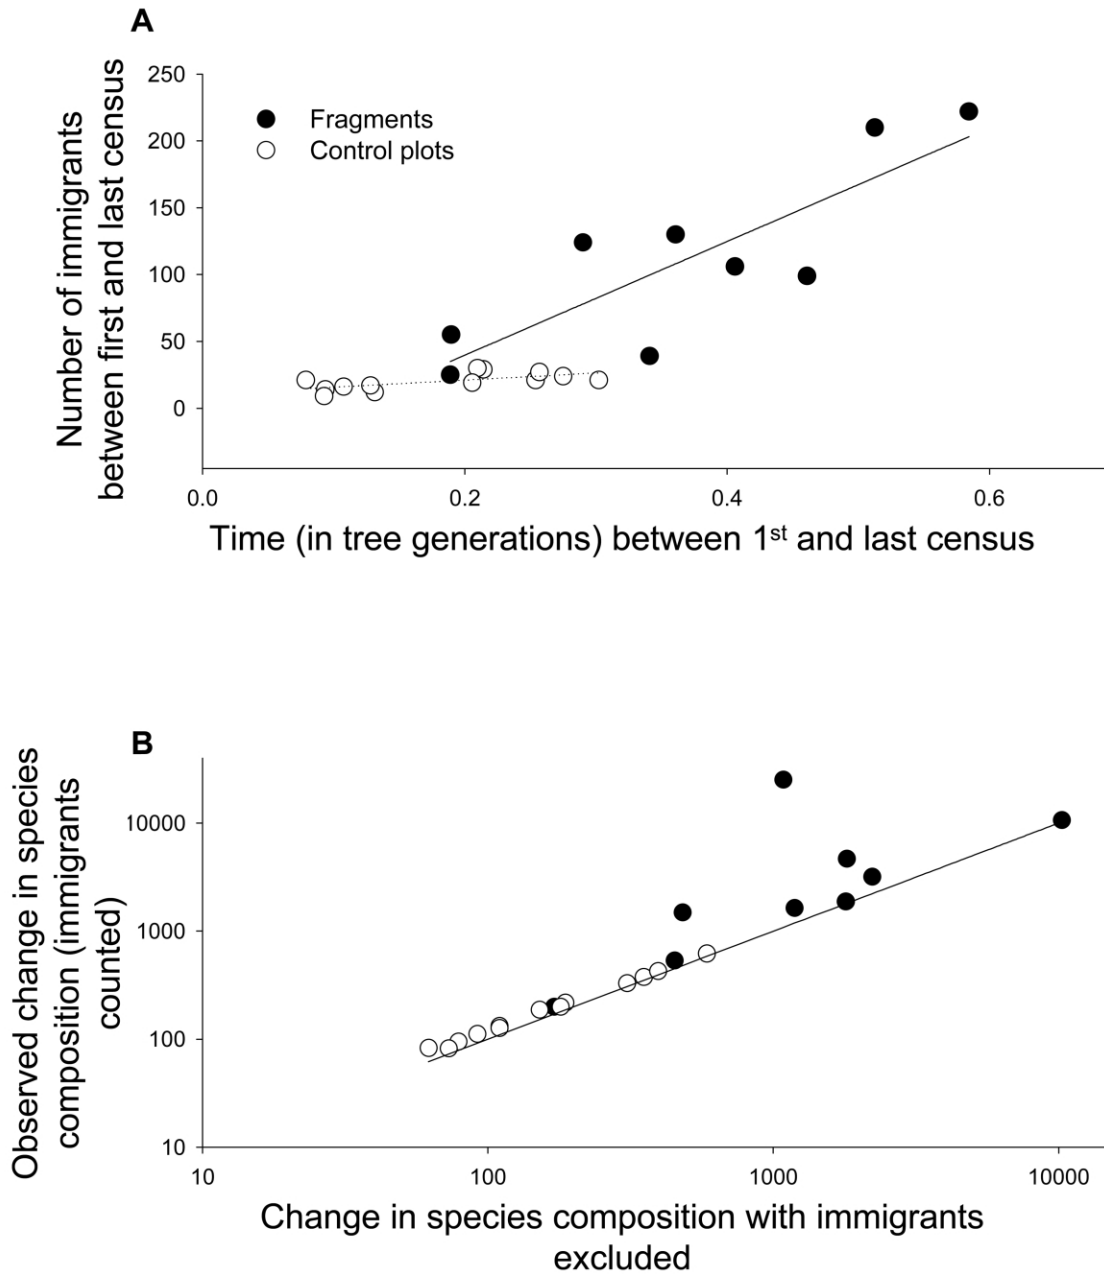 A
Number of immigrants
between first and last census
250
200
150
100
50
0
Fragments
Control plots
0.0
0.2
0.4
0.6
Time (in tree generations) between 1st and last census
B
Observed change in species
composition (immigrants
counted)
10000
1000
100
10
10
100
1000
10000
Change in species composition with immigrants
excluded